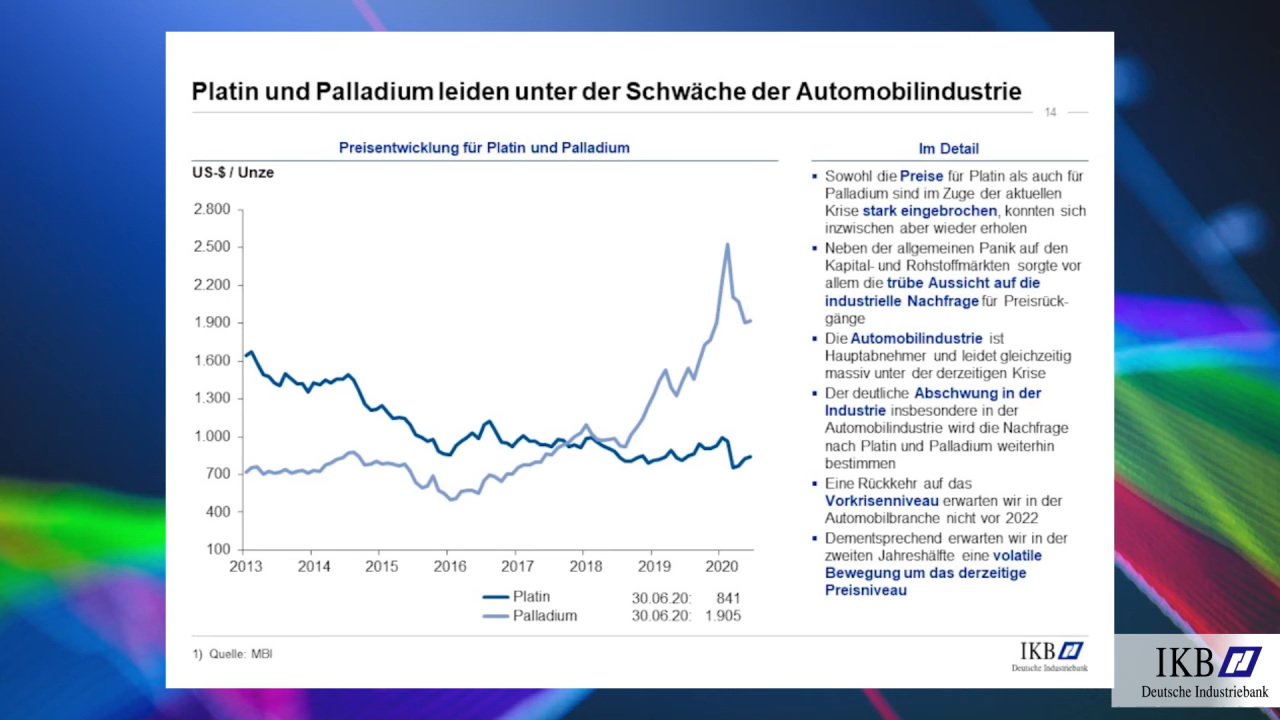 Platin und Palladium leiden unter der Schwäche der Automobilindustrie
14
Preisentwicklung für Platin und Palladium
US-$ / Unze
2.800
2.500
2.200
1.900
1.600
1.300
1.000
700
400
100
2013 2014 2015 2016 2017 2018 2019 2020
Platin 30.06.20: 841
Palladium 30.06.20: 1.905
Im Detail
▪ Sowohl die Preise für Platin als auch für
Palladium sind im Zuge der aktuellen
Krise stark eingebrochen, konnten sich
inzwischen aber wieder erholen
▪ Neben der allgemeinen Panik auf den
Kapital- und Rohstoffmärkten sorgte vor
allem die trübe Aussicht auf die
industrielle Nachfrage für Preisrück-
gänge
▪ Die Automobilindustrie ist
Hauptabnehmer und leidet gleichzeitig
massiv unter der derzeitigen Krise
▪ Der deutliche Abschwung in der
Industrie insbesondere in der
Automobilindustrie wird die Nachfrage
nach Platin und Palladium weiterhin
bestimmen
▪ Eine Rückkehr auf das
Vorkrisenniveau erwarten wir in der
Automobilbranche nicht vor 2022
▪ Dementsprechend erwarten wir in der
zweiten Jahreshälfte eine volatile
Bewegung um das derzeitige
Preisniveau
1) Quelle: MBI
IKB
Deutsche Industriebank
IKB
Deutsche Industriebank